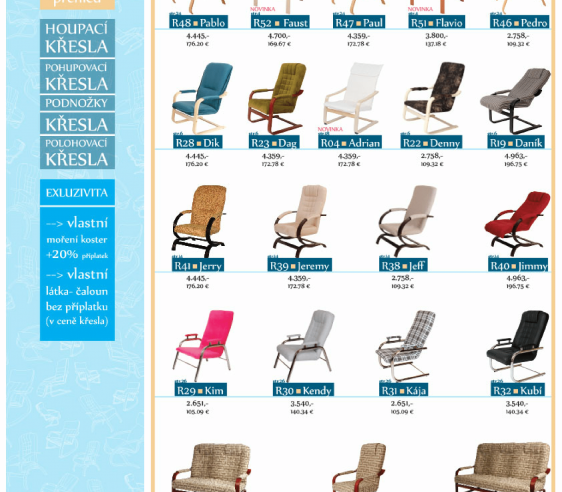 přehled
HOUPACÍ
KŘESLA
POHUPOVACÍ
KŘESLA
PODNOŽKY
KŘESLA
POLOHOVACÍ
KŘESLA
EXLUZIVITA
--> vlastní
moření koster
+20% příplatek
--> vlastní
látka- čaloun
bez příplatku
(v ceně křesla)
NOVINKA NOVINKA
R48 ▪ Pablo R52 ▪ Faust R47 ▪ Paul R51 ▪ Flavio R46 ▪ Pedro
4.445,- 4.700,- 4.359,- 3.800,- 2.758,-
176.20 € 169.67 € 172.78 € 137.18 € 109.32 €
NOVINKA
R28 ▪ Dik R23 ▪ Dag R04 ▪ Adrian R22 ▪ Denny R19 ▪ Daník
4.445,- 4.359,- 4.359,- 2.758,- 4.963,-
176.20 € 172.78 € 172.78 € 109.32 € 196.75 €
R41 ▪ Jerry R39 ▪ Jeremy R38 ▪ Jeff R40 ▪ Jimmy
4.445,- 4.359,- 2.758,- 4.963,-
176.20 € 172.78 € 109.32 € 196.75 €
R29 ▪ Kim R30 ▪ Kendy R31 ▪ Kája R32 ▪ Kubí
2.651,- 3.540,- 2.651,- 3.540,-
105.09 € 140.34 € 105.09 € 140.34 €